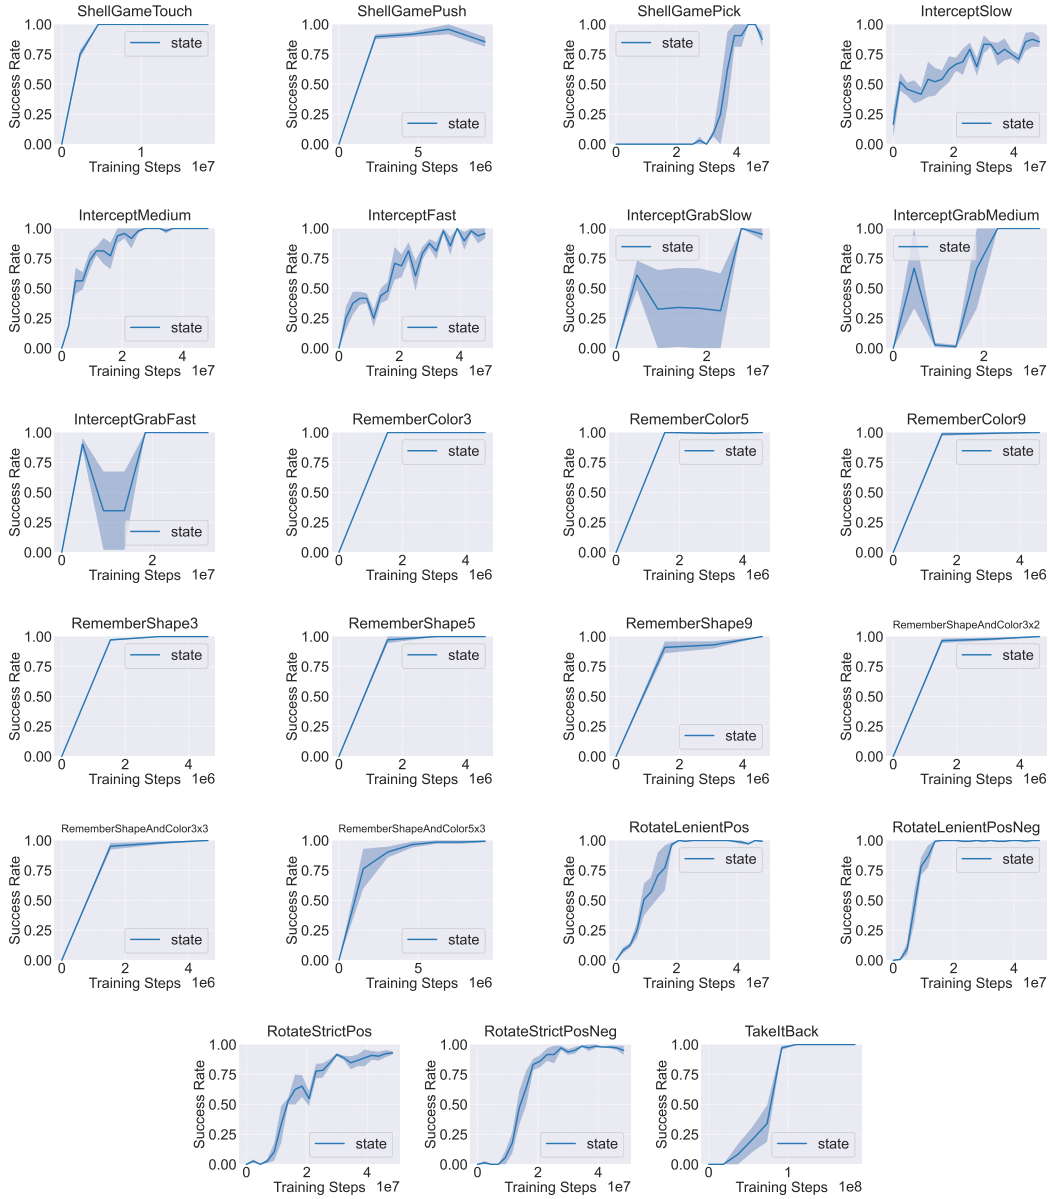 ShellGameTouch
Success Rate
1.00
0.75
0.50
0.25
0.00
state
0 1
Training Steps 1e7
ShellGamePush
Success Rate
1.00
0.75
0.50
0.25
0.00
state
0 5
Training Steps 1e6
ShellGamePick
Success Rate
1.00
0.75
0.50
0.25
0.00
state
0 2 4
Training Steps 1e7
InterceptSlow
Success Rate
1.00
0.75
0.50
0.25
0.00
state
0 2 4
Training Steps 1e7
InterceptMedium
Success Rate
1.00
0.75
0.50
0.25
0.00
state
0 2 4
Training Steps 1e7
InterceptFast
Success Rate
1.00
0.75
0.50
0.25
0.00
state
0 2 4
Training Steps 1e7
InterceptGrabSlow
Success Rate
1.00
0.75
0.50
0.25
0.00
state
0 2
Training Steps 1e7
InterceptGrabMedium
Success Rate
1.00
0.75
0.50
0.25
0.00
state
0 2
Training Steps 1e7
InterceptGrabFast
Success Rate
1.00
0.75
0.50
0.25
0.00
state
0 2
Training Steps 1e7
RememberColor3
Success Rate
1.00
0.75
0.50
0.25
0.00
state
0 2 4
Training Steps 1e6
RememberColor5
Success Rate
1.00
0.75
0.50
0.25
0.00
state
0 2 4
Training Steps 1e6
RememberColor9
Success Rate
1.00
0.75
0.50
0.25
0.00
state
0 2 4
Training Steps 1e6
RememberShape3
Success Rate
1.00
0.75
0.50
0.25
0.00
state
0 2 4
Training Steps 1e6
RememberShape5
Success Rate
1.00
0.75
0.50
0.25
0.00
state
0 2 4
Training Steps 1e6
RememberShape9
Success Rate
1.00
0.75
0.50
0.25
0.00
state
0 2 4
Training Steps 1e6
RememberShapeAndColor3x2
Success Rate
1.00
0.75
0.50
0.25
0.00
state
0 2 4
Training Steps 1e6
RememberShapeAndColor3x3
Success Rate
1.00
0.75
0.50
0.25
0.00
state
0 2 4
Training Steps 1e6
RememberShapeAndColor5x3
Success Rate
1.00
0.75
0.50
0.25
0.00
state
0 5
Training Steps 1e6
RotateLenientPos
Success Rate
1.00
0.75
0.50
0.25
0.00
state
0 2 4
Training Steps 1e7
RotateLenientPosNeg
Success Rate
1.00
0.75
0.50
0.25
0.00
state
0 2 4
Training Steps 1e7
RotateStrictPos
Success Rate
1.00
0.75
0.50
0.25
0.00
state
0 2 4
Training Steps 1e7
RotateStrictPosNeg
Success Rate
1.00
0.75
0.50
0.25
0.00
state
0 2 4
Training Steps 1e7
TakeItBack
Success Rate
1.00
0.75
0.50
0.25
0.00
state
0 1
Training Steps 1e8